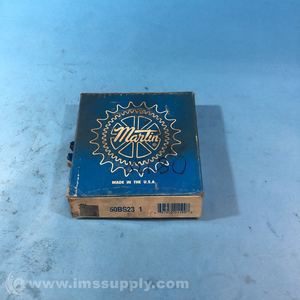 Martin
MADE IN THE U.S.A.
50BS23 1
© www.imssupply.com